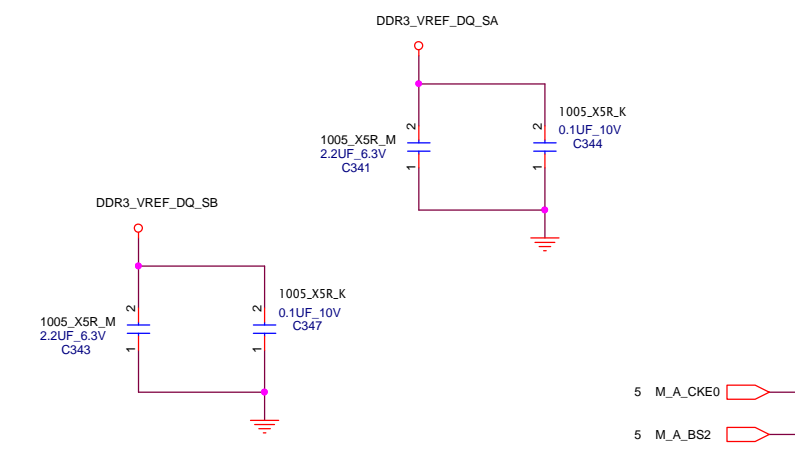 DDR3_VREF_DQ_SA
2
1005_X5R_M
2.2UF_6.3V
C341
1
2
1005_X5R_K
0.1UF_10V
C344
1
DDR3_VREF_DQ_SB
2
1005_X5R_M
2.2UF_6.3V
C343
1
2
1005_X5R_K
0.1UF_10V
C347
1
5 M_A_CKE0
5 M_A_BS2